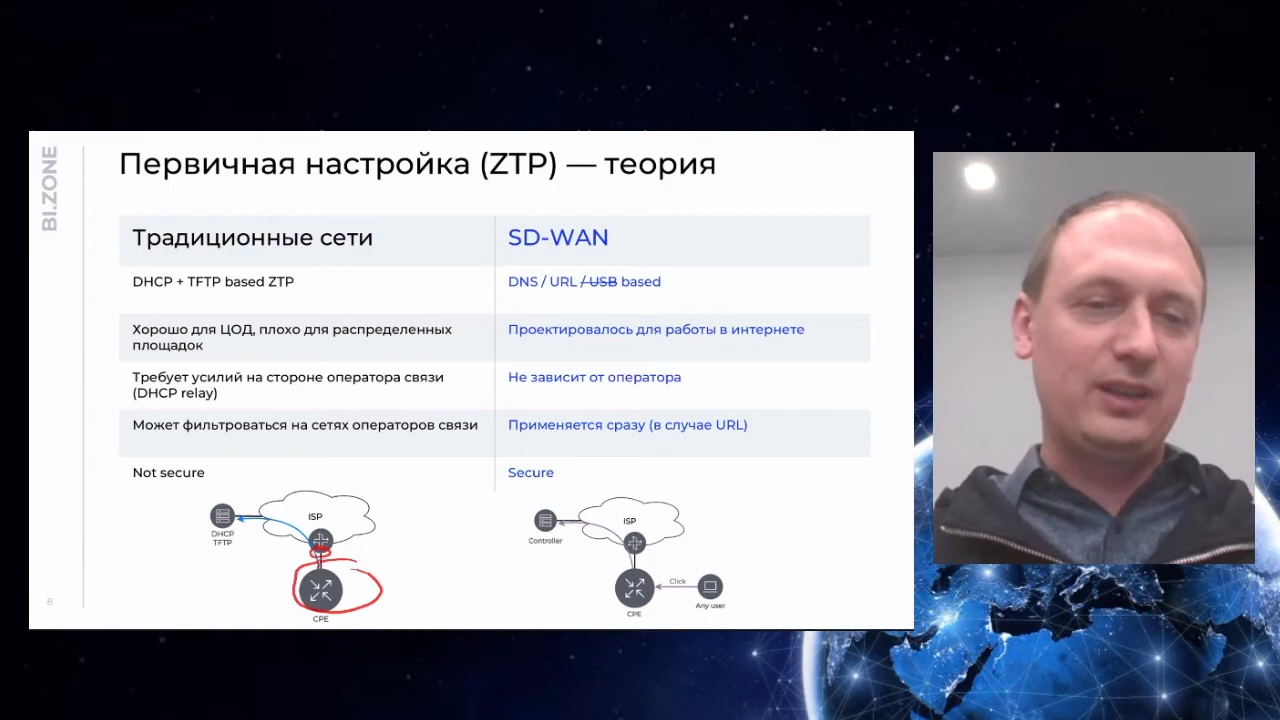 BI.ZONE
Первичная настройка (ZTP) — теория
Традиционные сети
SD-WAN
DHCP + TFTP based ZTP
DNS / URL / USB based
Хорошо для ЦОД, плохо для распределенных
площадок
Проектировалось для работы в интернете
Требует усилий на стороне оператора связи
(DHCP relay)
Не зависит от оператора
Может фильтроваться на сетях операторов связи
Применяется сразу (в случае URL)
Not secure
Secure
ISP
DHCP
TFTP
CPE
ISP
Controller
Click
Any user
CPE
8